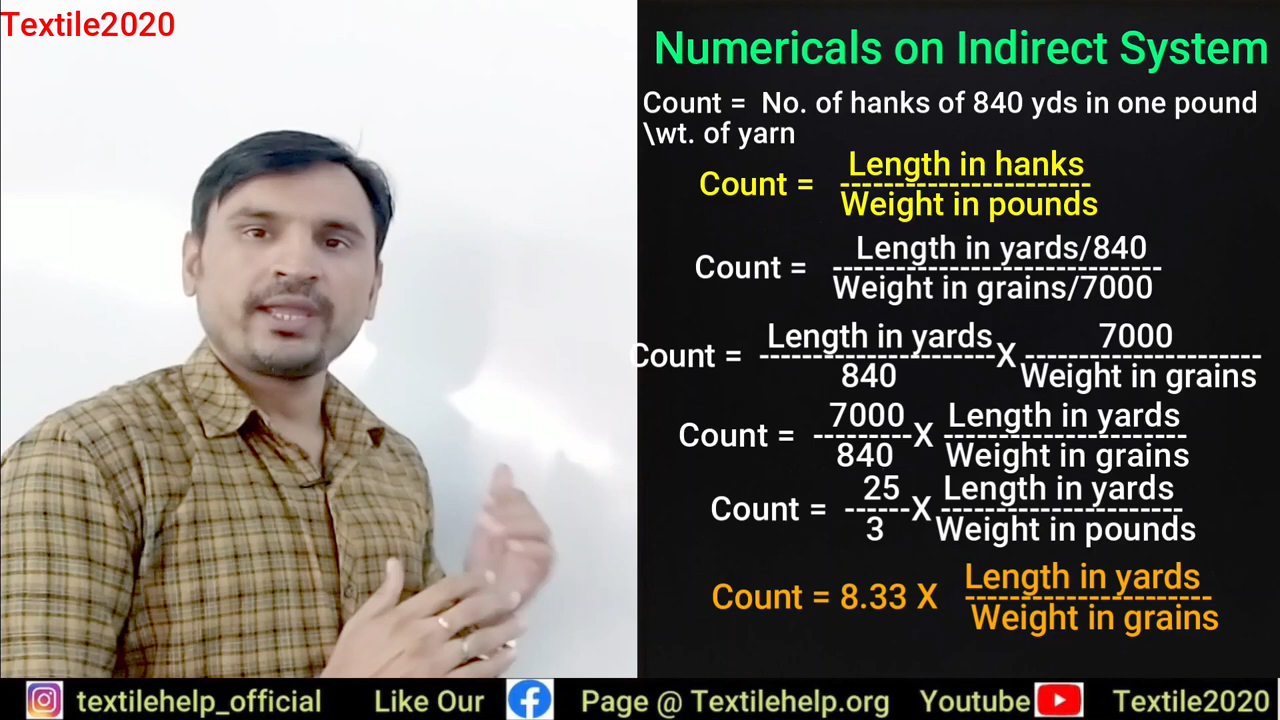 Textile2020
Numericals on Indirect System
Count = No. of hanks of 840 yds in one pound
\wt. of yarn
Count = Length in hanks
----------------------
Weight in pounds
Count = Length in yards/840
----------------------------
Weight in grains/7000
Count = Length in yards X 7000
-----------------------
840 Weight in grains
Count = 7000 X Length in yards
---------
840 Weight in grains
Count = 25 X Length in yards
------
3 Weight in pounds
Count = 8.33 X Length in yards
----------------------
Weight in grains
textilehelp_official Like Our Page @ Textilehelp.org Youtube Textile2020